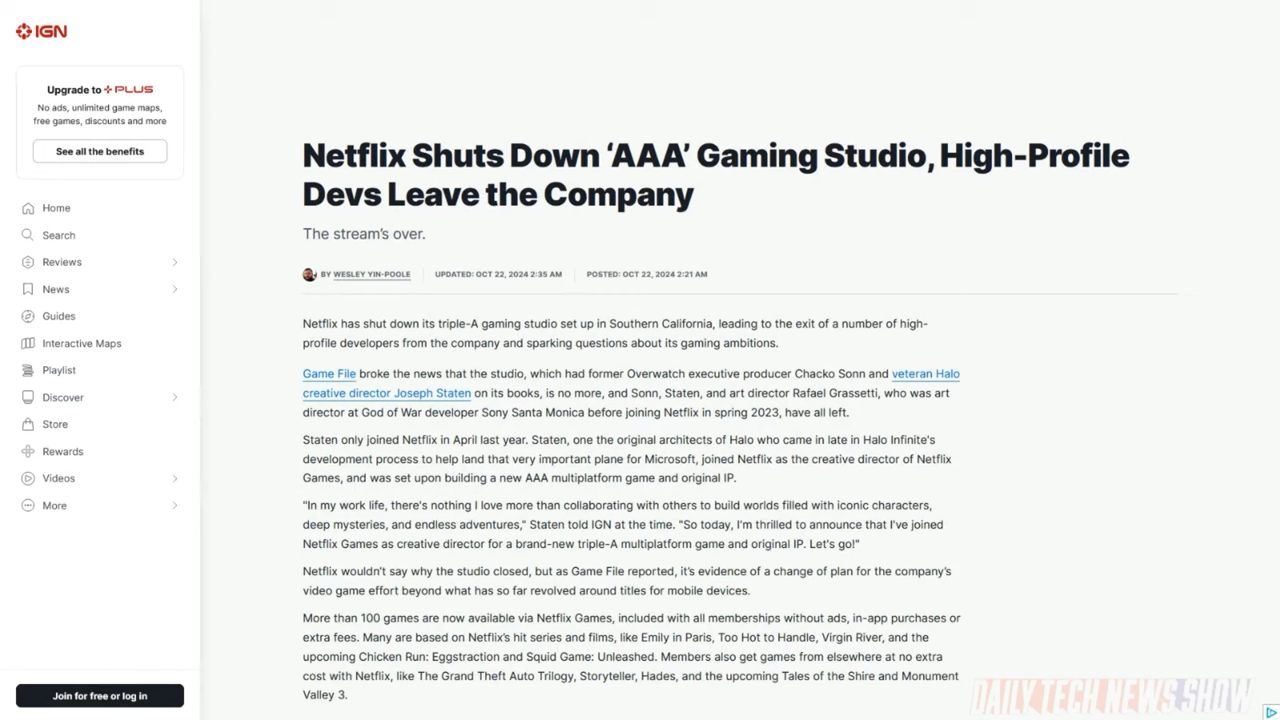 IGN
Upgrade to PLUS
No ads, unlimited game maps,
free games, discounts and more
See all the benefits
Home
Search
Reviews
News
Guides
Interactive Maps
Playlist
Discover
Store
Rewards
Videos
More
Join for free or log in
Netflix Shuts Down ‘AAA’ Gaming Studio, High-Profile
Devs Leave the Company
The stream’s over.
BY WESLEY YIN-POOLE UPDATED: OCT 22, 2024 2:35 AM POSTED: OCT 22, 2024 2:21 AM
Netflix has shut down its triple-A gaming studio set up in Southern California, leading to the exit of a number of high-
profile developers from the company and sparking questions about its gaming ambitions.
Game File broke the news that the studio, which had former Overwatch executive producer Chacko Sonn and veteran Halo
creative director Joseph Staten on its books, is no more, and Sonn, Staten, and art director Rafael Grassetti, who was art
director at God of War developer Sony Santa Monica before joining Netflix in spring 2023, have all left.
Staten only joined Netflix in April last year. Staten, one the original architects of Halo who came in late in Halo Infinite's
development process to help land that very important plane for Microsoft, joined Netflix as the creative director of Netflix
Games, and was set upon building a new AAA multiplatform game and original IP.
"In my work life, there's nothing I love more than collaborating with others to build worlds filled with iconic characters,
deep mysteries, and endless adventures," Staten told IGN at the time. "So today, I'm thrilled to announce that I've joined
Netflix Games as creative director for a brand-new triple-A multiplatform game and original IP. Let's go!"
Netflix wouldn’t say why the studio closed, but as Game File reported, it’s evidence of a change of plan for the company’s
video game effort beyond what has so far revolved around titles for mobile devices.
More than 100 games are now available via Netflix Games, included with all memberships without ads, in-app purchases or
extra fees. Many are based on Netflix’s hit series and films, like Emily in Paris, Too Hot to Handle, Virgin River, and the
upcoming Chicken Run: Eggstraction and Squid Game: Unleashed. Members also get games from elsewhere at no extra
cost with Netflix, like The Grand Theft Auto Trilogy, Storyteller, Hades, and the upcoming Tales of the Shire and Monument
Valley 3.
DAILY TECH NEWS SHOW